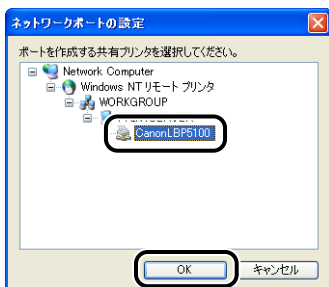 ネットワークポートの設定
ポートを作成する共有プリンタを選択してください。
Network Computer
Windows NT リモート プリンタ
WORKGROUP
CanonLBP5100
OK
キャンセル